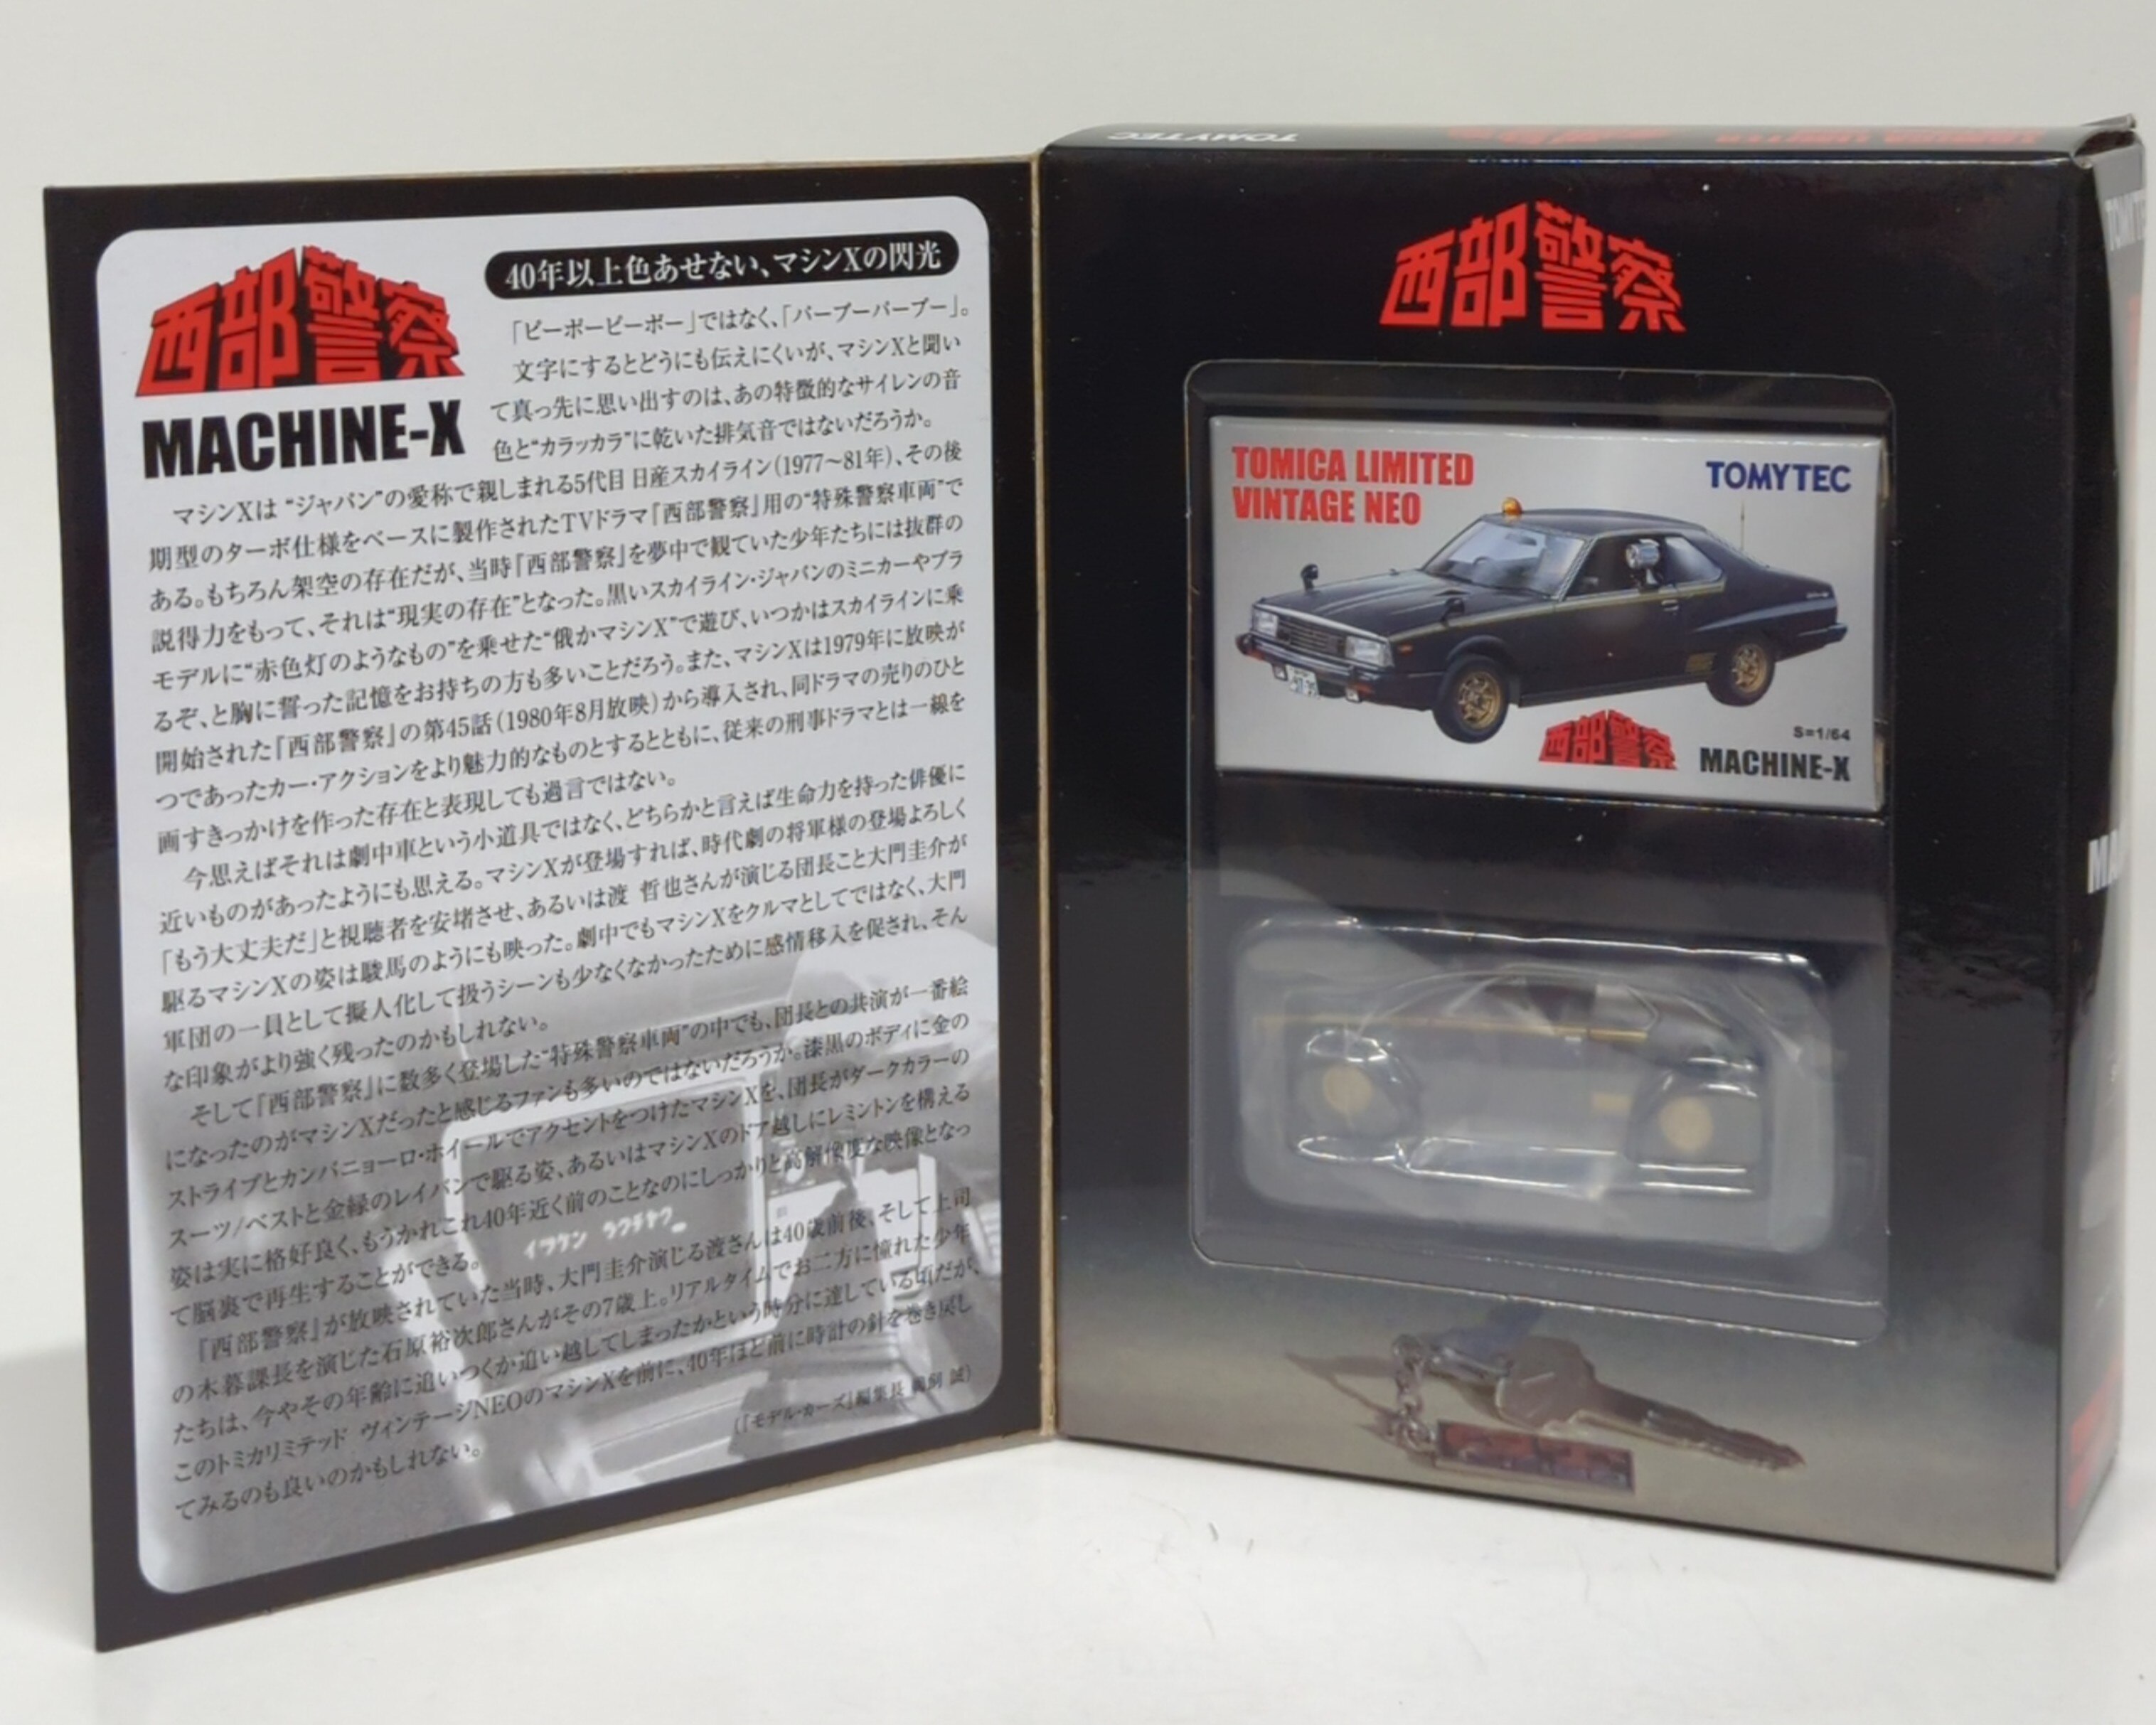 西部警察
MACHINE-X
40年以上色あせない、マシンXの閃光
「ピーポーピーポー」ではなく、「パープーパープー」。
文字にするとどうにも伝えにくいが、マシンXと聞い
て真っ先に思い出すのは、あの特徴的なサイレンの音
色と“カラッカラ”に乾いた排気音ではないだろうか。
マシンXは “ジャパン”の愛称で親しまれる5代目 日産スカイライン(1977～81年)、その後
期型のターボ仕様をベースに製作されたTVドラマ『西部警察』用の“特殊警察車両”で
ある。もちろん架空の存在だが、当時『西部警察』を夢中で観ていた少年たちには抜群の
説得力をもって、それは“現実の存在”となった。黒いスカイライン・ジャパンのミニカーやプラ
モデルに“赤色灯のようなもの”を乗せた“俄かマシンX”で遊び、いつかはスカイラインに乗
るぞ、と胸に誓った記憶をお持ちの方も多いことだろう。また、マシンXは1979年に放映が
開始された『西部警察』の第45話(1980年8月放映)から導入され、同ドラマの売りのひと
つであったカー・アクションをより魅力的なものとするとともに、従来の刑事ドラマとは一線を
画すきっかけを作った存在と表現しても過言ではない。
今思えばそれは劇中車という小道具ではなく、どちらかと言えば生命力を持った俳優に
近いものがあったようにも思える。マシンXが登場すれば、時代劇の将軍様の登場よろしく
「もう大丈夫だ」と視聴者を安堵させ、あるいは渡 哲也さんが演じる団長こと大門圭介が
駆るマシンXの姿は駿馬のようにも映った。劇中でもマシンXをクルマとしてではなく、大門
軍団の一員として擬人化して扱うシーンも少なくなかったために感情移入を促され、そん
な印象がより強く残ったのかもしれない。
そして『西部警察』に数多く登場した“特殊警察車両”の中でも、団長との共演が一番絵
になったのがマシンXだったと感じるファンも多いのではないだろうか。漆黒のボディに金の
ストライプとカンパニョーロ・ホイールでアクセントをつけたマシンXを、団長がダークカラーの
スーツ/ベストと金縁のレイバンで駆る姿、あるいはマシンXのドア越しにレミントンを構える
姿は実に格好良く、もうかれこれ40年近く前のことなのにしっかりと高解像度な映像となっ
て脳裏で再生することができる。
『西部警察』が放映されていた当時、大門圭介演じる渡さんは40歳前後、そして上司
の木暮課長を演じた石原裕次郎さんがその7歳上。リアルタイムでお二方に憧れた少年
たちは、今やその年齢に追いつくか追い越してしまったかという時分に達している頃だが、
このトミカリミテッド ヴィンテージNEOのマシンXを前に、40年ほど前に時計の針を巻き戻し
てみるのも良いのかもしれない。
TOMYTEC
西部警察
TOMICA LIMITED
VINTAGE NEO
TOMYTEC
S=1/64
西部警察
MACHINE-X